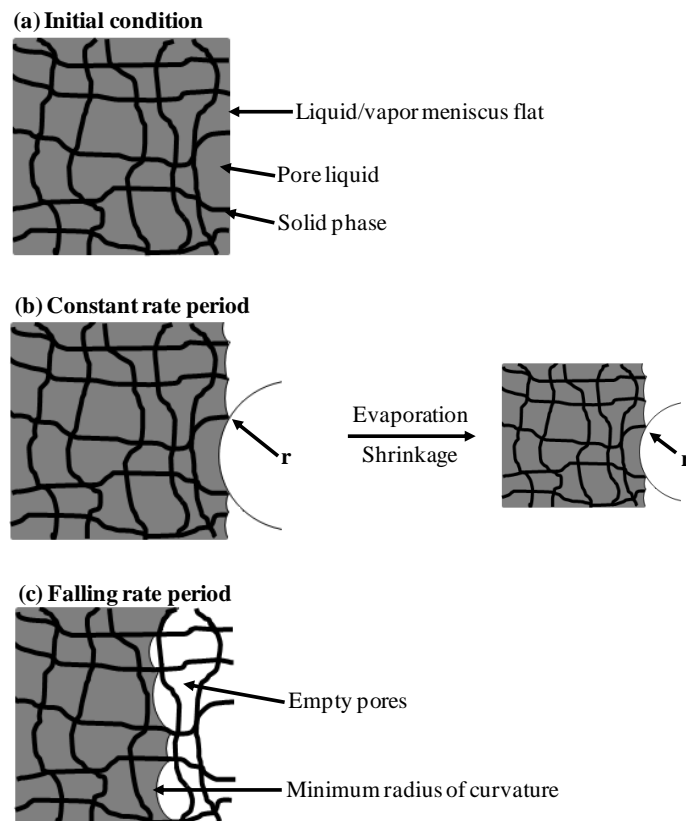 (a) Initial condition
Liquid/vapor meniscus flat
Pore liquid
Solid phase
(b) Constant rate period
Evaporation
Shrinkage
r
r
(c) Falling rate period
Empty pores
Minimum radius of curvature